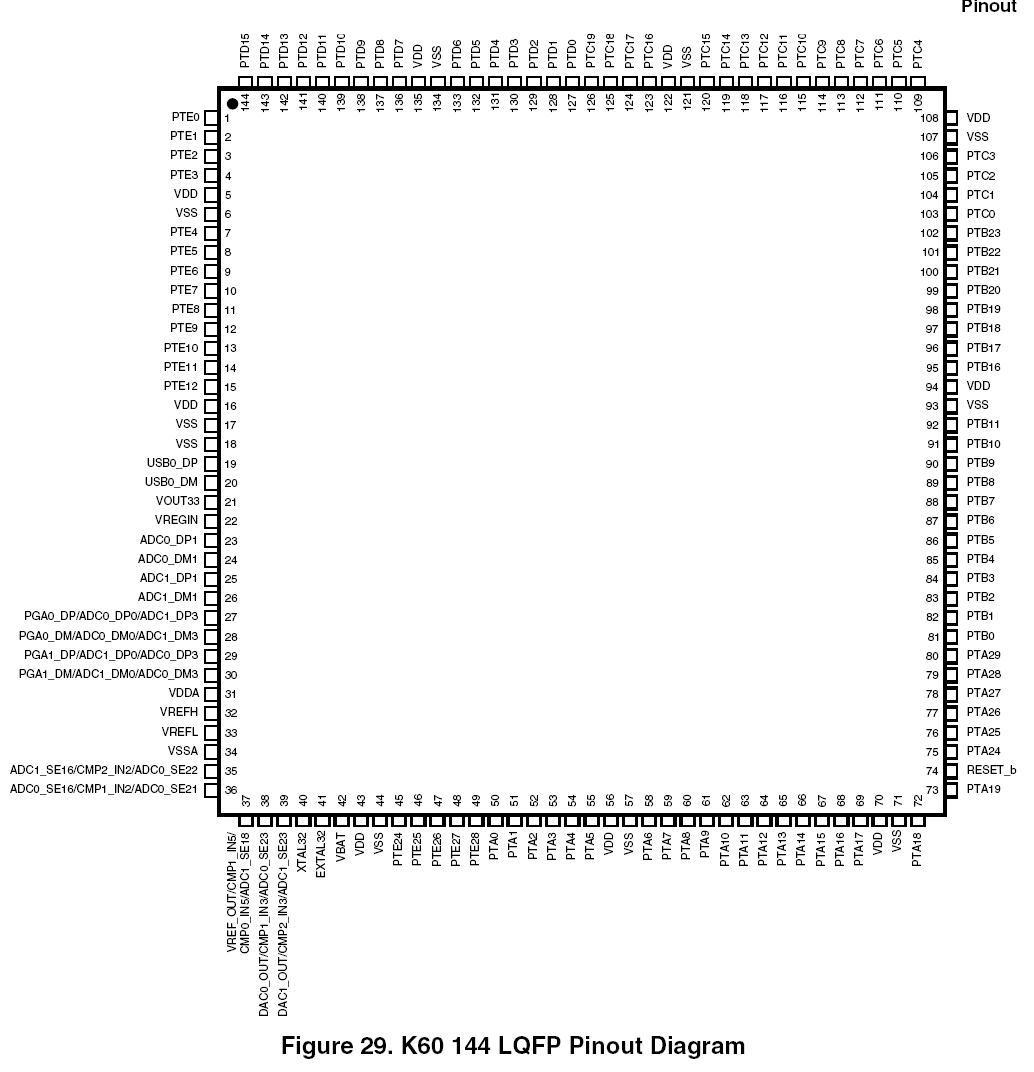 Pinout
PTD15
PTD14
PTD13
PTD12
PTD11
PTD10
PTD9
PTD8
PTD7
VDD
VSS
PTD6
PTD5
PTD4
PTD3
PTD2
PTD1
PTD0
PTC19
PTC18
PTC17
PTC16
VDD
VSS
PTC15
PTC14
PTC13
PTC12
PTC11
PTC10
PTC9
PTC8
PTC7
PTC6
PTC5
PTC4
144
143
142
141
140
139
138
137
136
135
134
133
132
131
130
129
128
127
126
125
124
123
122
121
120
119
118
117
116
115
114
113
112
111
110
109
PTE0 1
PTE1 2
PTE2 3
PTE3 4
VDD 5
VSS 6
PTE4 7
PTE5 8
PTE6 9
PTE7 10
PTE8 11
PTE9 12
PTE10 13
PTE11 14
PTE12 15
VDD 16
VSS 17
VSS 18
USB0_DP 19
USB0_DM 20
VOUT33 21
VREGIN 22
ADC0_DP1 23
ADC0_DM1 24
ADC1_DP1 25
ADC1_DM1 26
PGA0_DP/ADC0_DP0/ADC1_DP3 27
PGA0_DM/ADC0_DM0/ADC1_DM3 28
PGA1_DP/ADC1_DP0/ADC0_DP3 29
PGA1_DM/ADC1_DM0/ADC0_DM3 30
VDDA 31
VREFH 32
VREFL 33
VSSA 34
ADC1_SE16/CMP2_IN2/ADC0_SE22 35
ADC0_SE16/CMP1_IN2/ADC0_SE21 36
108 VDD
107 VSS
106 PTC3
105 PTC2
104 PTC1
103 PTC0
102 PTB23
101 PTB22
100 PTB21
99 PTB20
98 PTB19
97 PTB18
96 PTB17
95 PTB16
94 VDD
93 VSS
92 PTB11
91 PTB10
90 PTB9
89 PTB8
88 PTB7
87 PTB6
86 PTB5
85 PTB4
84 PTB3
83 PTB2
82 PTB1
81 PTB0
80 PTA29
79 PTA28
78 PTA27
77 PTA26
76 PTA25
75 PTA24
74 RESET_b
73 PTA19
37
38
39
40
41
42
43
44
45
46
47
48
49
50
51
52
53
54
55
56
57
58
59
60
61
62
63
64
65
66
67
68
69
70
71
72
VREF_OUT/CMP1_IN5/
CMP0_IN5/ADC1_SE18
DAC0_OUT/CMP1_IN3/ADC0_SE23
DAC1_OUT/CMP2_IN3/ADC1_SE23
XTAL32
EXTAL32
VBAT
VDD
VSS
PTE24
PTE25
PTE26
PTE27
PTE28
PTA0
PTA1
PTA2
PTA3
PTA4
PTA5
VDD
VSS
PTA6
PTA7
PTA8
PTA9
PTA10
PTA11
PTA12
PTA13
PTA14
PTA15
PTA16
PTA17
VDD
VSS
PTA18
Figure 29. K60 144 LQFP Pinout Diagram